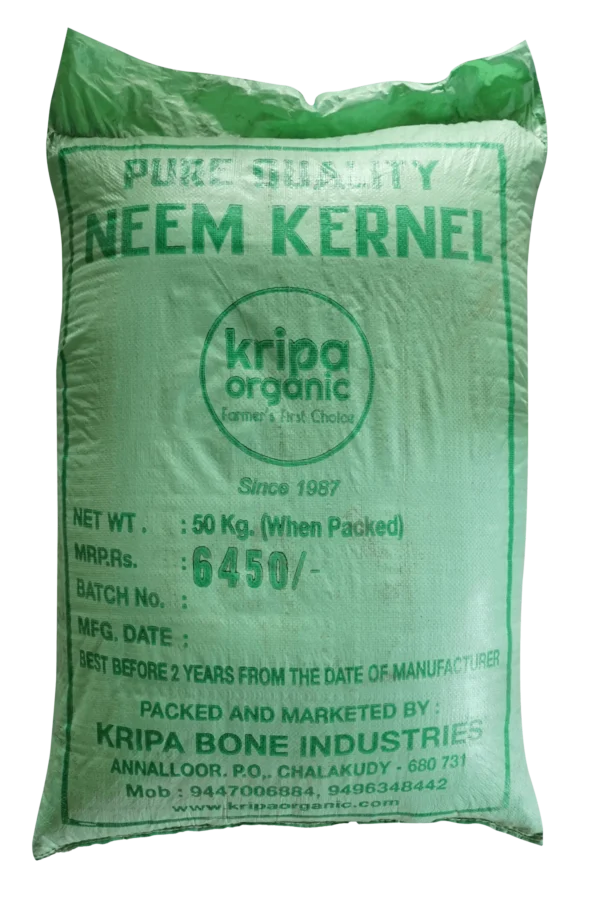 PURE QUALITY
NEEM KERNEL
kripa
organic
Farmer's First Choice
Since 1987
NET WT . : 50 Kg. (When Packed)
MRP.Rs. : 6450/-
BATCH No. :
MFG. DATE :
BEST BEFORE 2 YEARS FROM THE DATE OF MANUFACTURER
PACKED AND MARKETED BY :
KRIPA BONE INDUSTRIES
ANNALLOOR. P.O,. CHALAKUDY - 680 731
Mob : 9447006884, 9496348442
www.kripaorganic.com